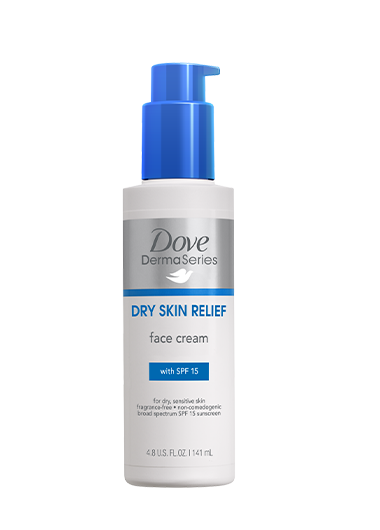 Dove
DermaSeries
DRY SKIN RELIEF
face cream
with SPF 15
for dry, sensitive skin
fragrance-free • non-comedogenic
broad spectrum SPF 15 sunscreen
4.8 U.S. FL.OZ. | 141 mL